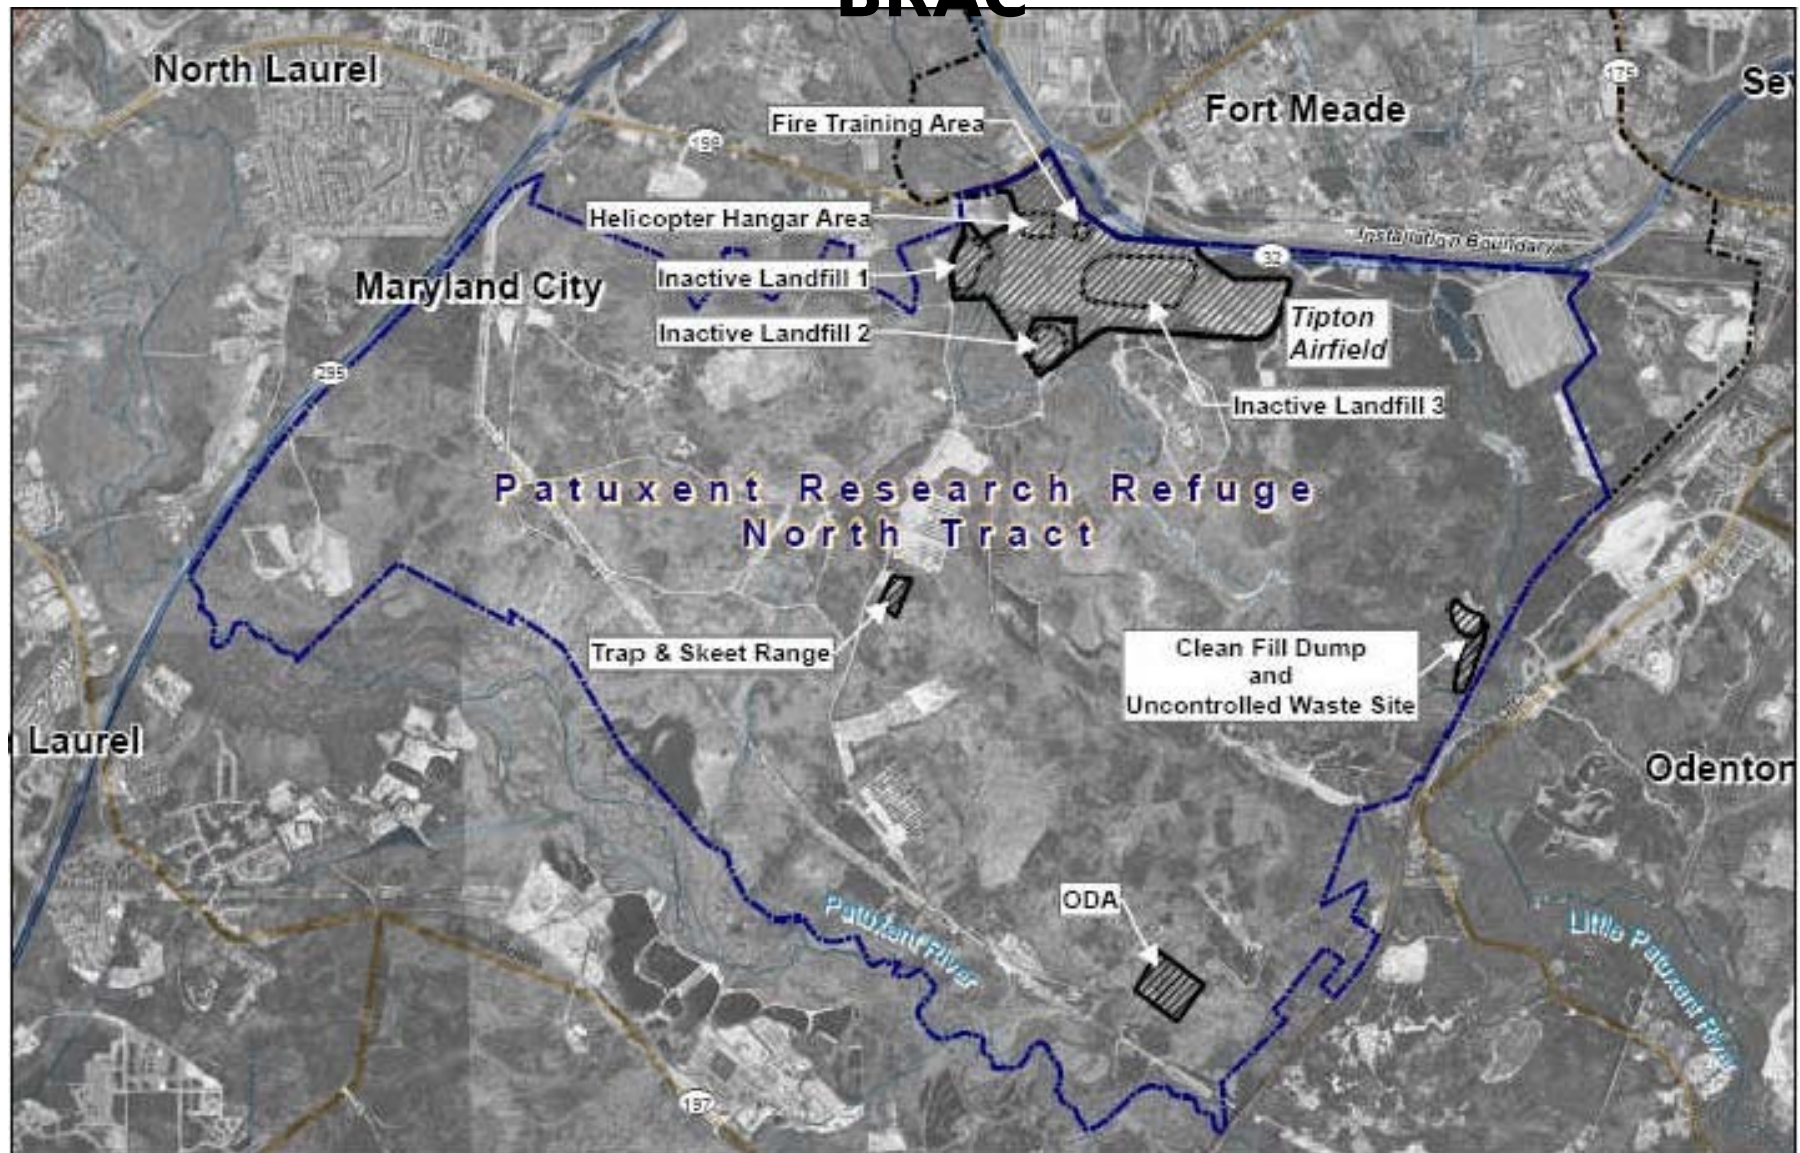 BRAC
North Laurel
175
Fort Meade
Fire Training Area
198
Helicopter Hangar Area
Installation Boundary
32
Inactive Landfill 1
Maryland City
Inactive Landfill 2
Tipton
Airfield
295
Inactive Landfill 3
Patuxent Research Refuge
North Tract
Trap & Skeet Range
Clean Fill Dump
and
Uncontrolled Waste Site
Laurel
Odenton
ODA
Patuxent River
Little Patuxent River
197